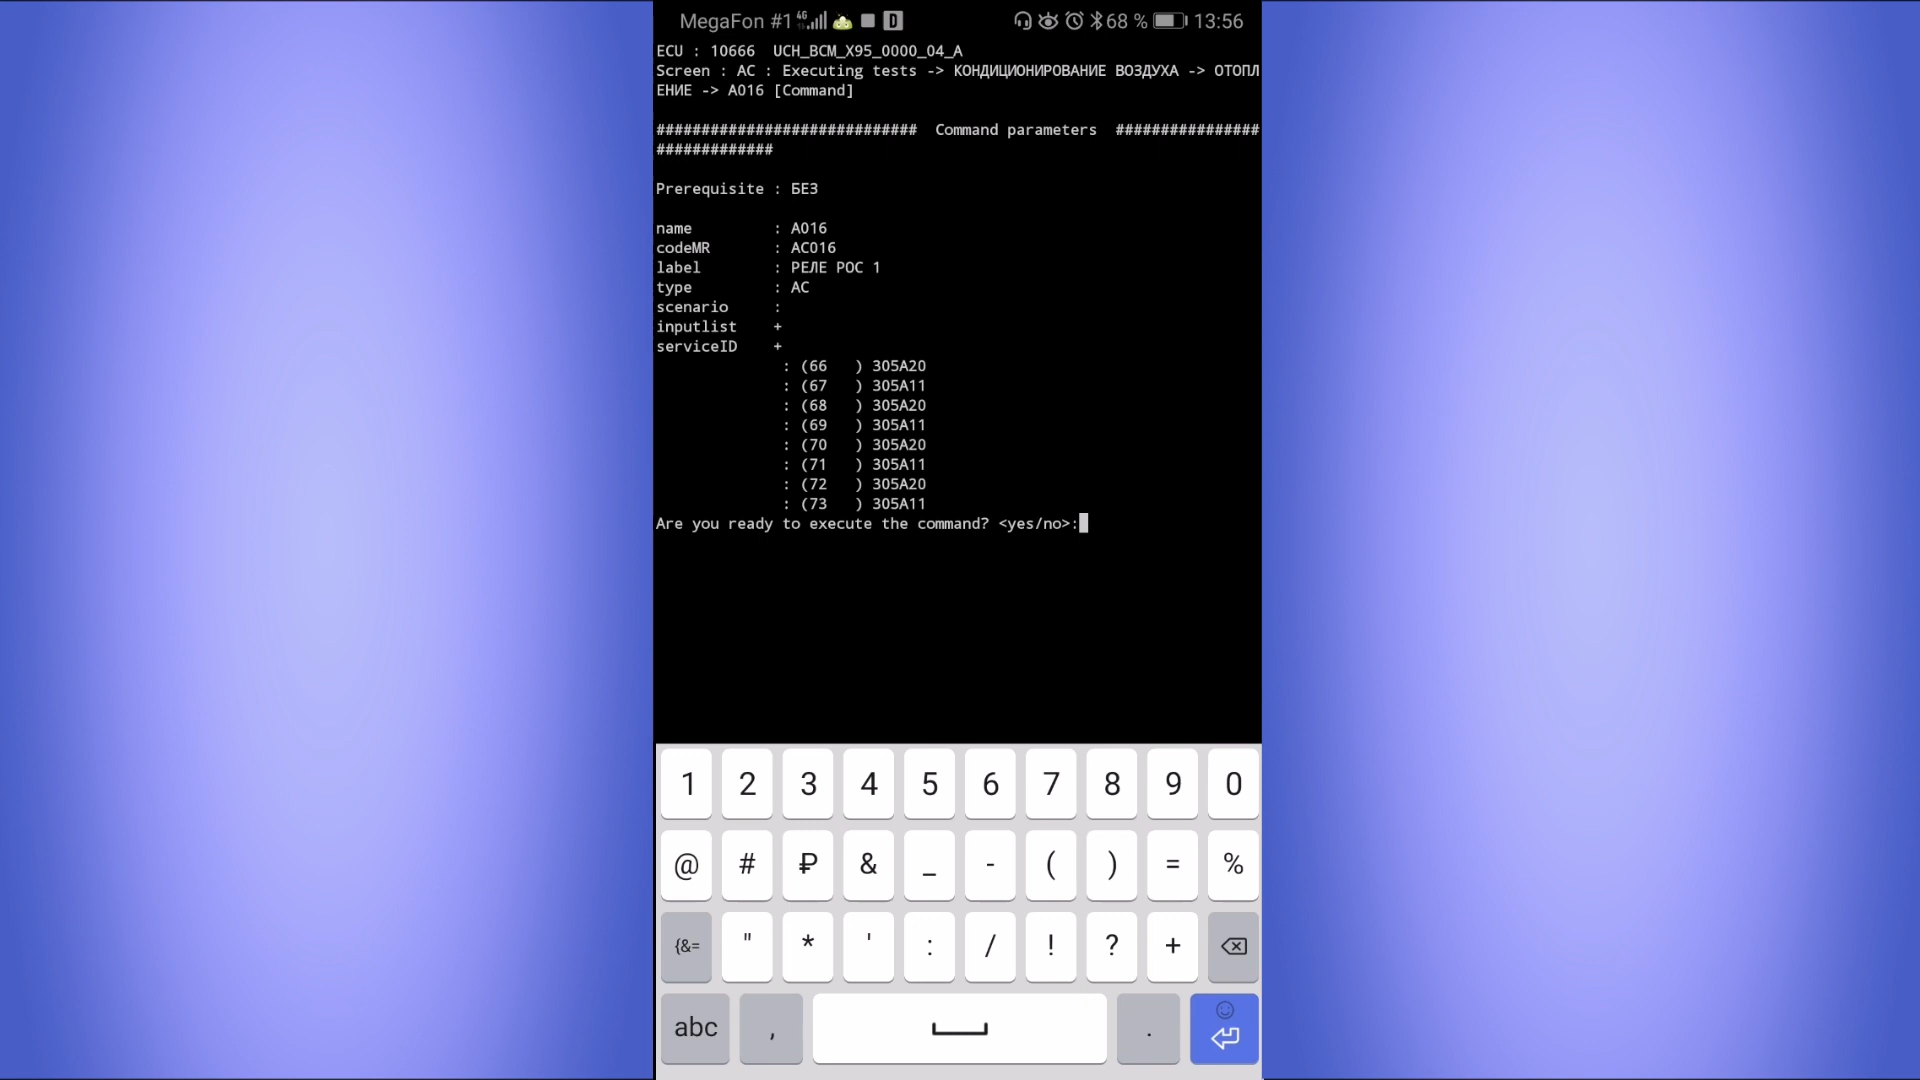 MegaFon #1 4G D 68 % 13:56
ECU : 10666  UCH_BCM_X95_0000_04_A
Screen : AC : Executing tests -> КОНДИЦИОНИРОВАНИЕ ВОЗДУХА -> ОТОПЛ
ЕНИЕ -> A016 [Command]
#############################  Command parameters  ################
#############
Prerequisite : БЕЗ
name         : A016
codeMR       : AC016
label        : РЕЛЕ РОС 1
type         : AC
scenario     :
inputlist    +
serviceID    +
: (66   ) 305A20
: (67   ) 305A11
: (68   ) 305A20
: (69   ) 305A11
: (70   ) 305A20
: (71   ) 305A11
: (72   ) 305A20
: (73   ) 305A11
Are you ready to execute the command? <yes/no>:
1 2 3 4 5 6 7 8 9 0
@ # ₽ & _ - ( ) = %
{&= " * ' : / ! ? +
abc , .